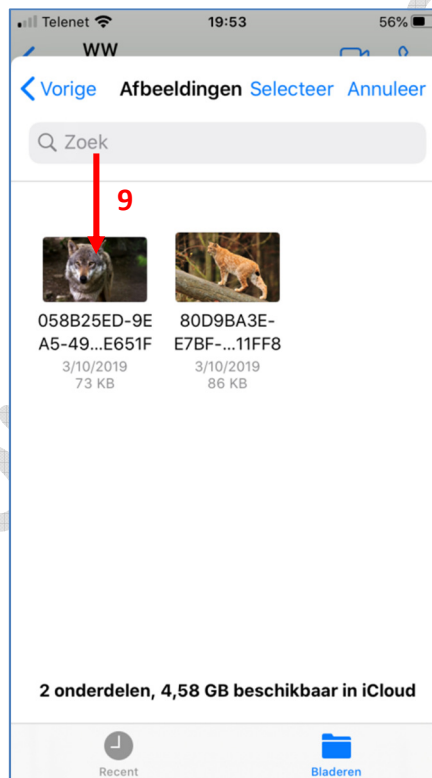 Telenet 19:53 56%
WW
Vorige Afbeeldingen Selecteer Annuleer
Zoek
9
058B25ED-9E 80D9BA3E-
A5-49...E651F E7BF-...11FF8
3/10/2019 3/10/2019
73 KB 86 KB
2 onderdelen, 4,58 GB beschikbaar in iCloud
Recent Bladeren